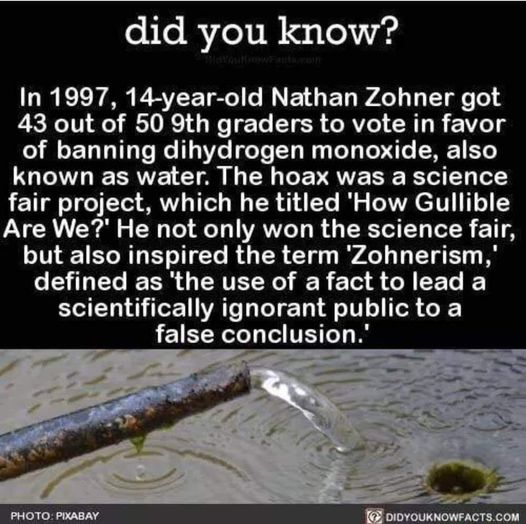 did you know?
DidYouKnowFacts.com
In 1997, 14-year-old Nathan Zohner got
43 out of 50 9th graders to vote in favor
of banning dihydrogen monoxide, also
known as water. The hoax was a science
fair project, which he titled 'How Gullible
Are We?' He not only won the science fair,
but also inspired the term 'Zohnerism,'
defined as 'the use of a fact to lead a
scientifically ignorant public to a
false conclusion.'
PHOTO: PIXABAY
DIDYOUKNOWFACTS.COM